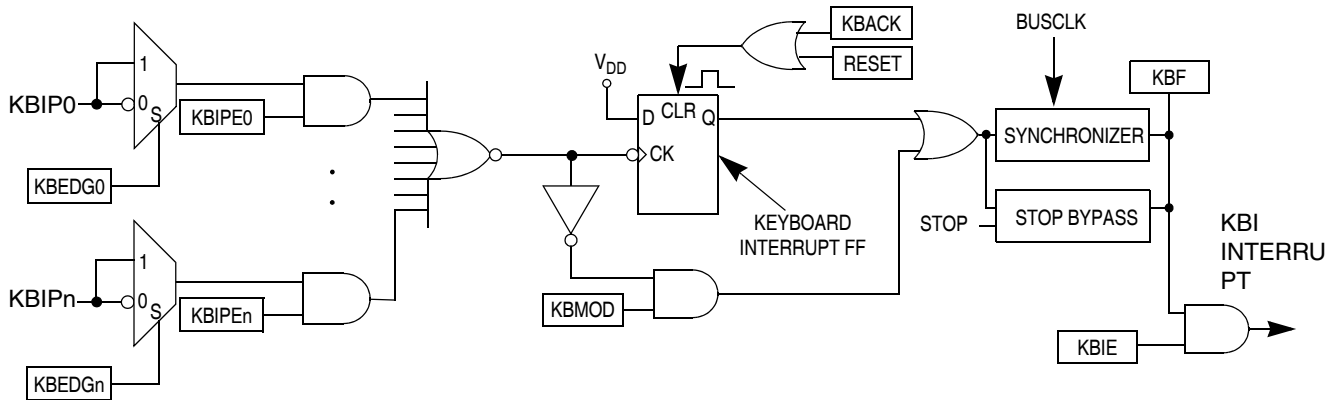 KBACK
RESET
BUSCLK
VDD
KBF
KBIP0
1
0
S
KBIPE0
D CLR Q
CK
SYNCHRONIZER
KBEDG0
KEYBOARD
INTERRUPT FF
STOP
STOP BYPASS
KBI
INTERRU
PT
KBIPn
1
0
S
KBIPEn
KBMOD
KBIE
KBEDGn